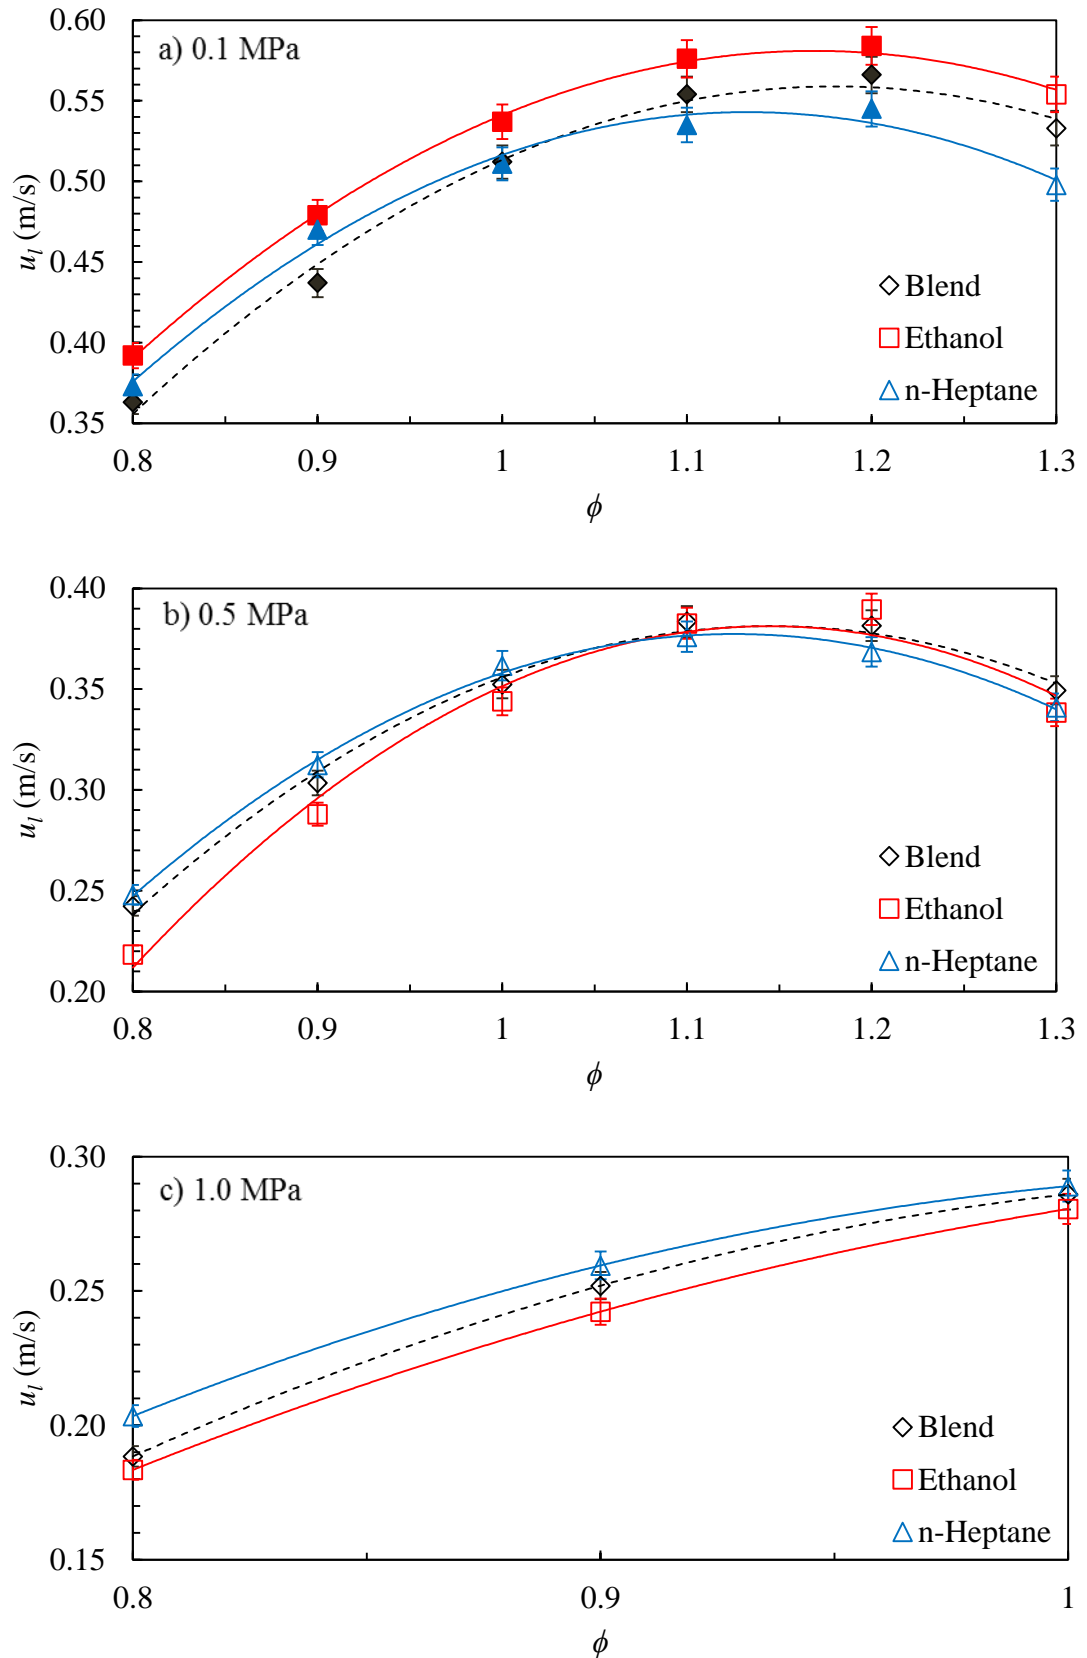 a) 0.1 MPa
u_l (m/s)
0.60
0.55
0.50
0.45
0.40
0.35
0.8 0.9 1 1.1 1.2 1.3
ϕ
Blend
Ethanol
n-Heptane
b) 0.5 MPa
u_l (m/s)
0.40
0.35
0.30
0.25
0.20
0.8 0.9 1 1.1 1.2 1.3
ϕ
Blend
Ethanol
n-Heptane
c) 1.0 MPa
u_l (m/s)
0.30
0.25
0.20
0.15
0.8 0.9 1
ϕ
Blend
Ethanol
n-Heptane